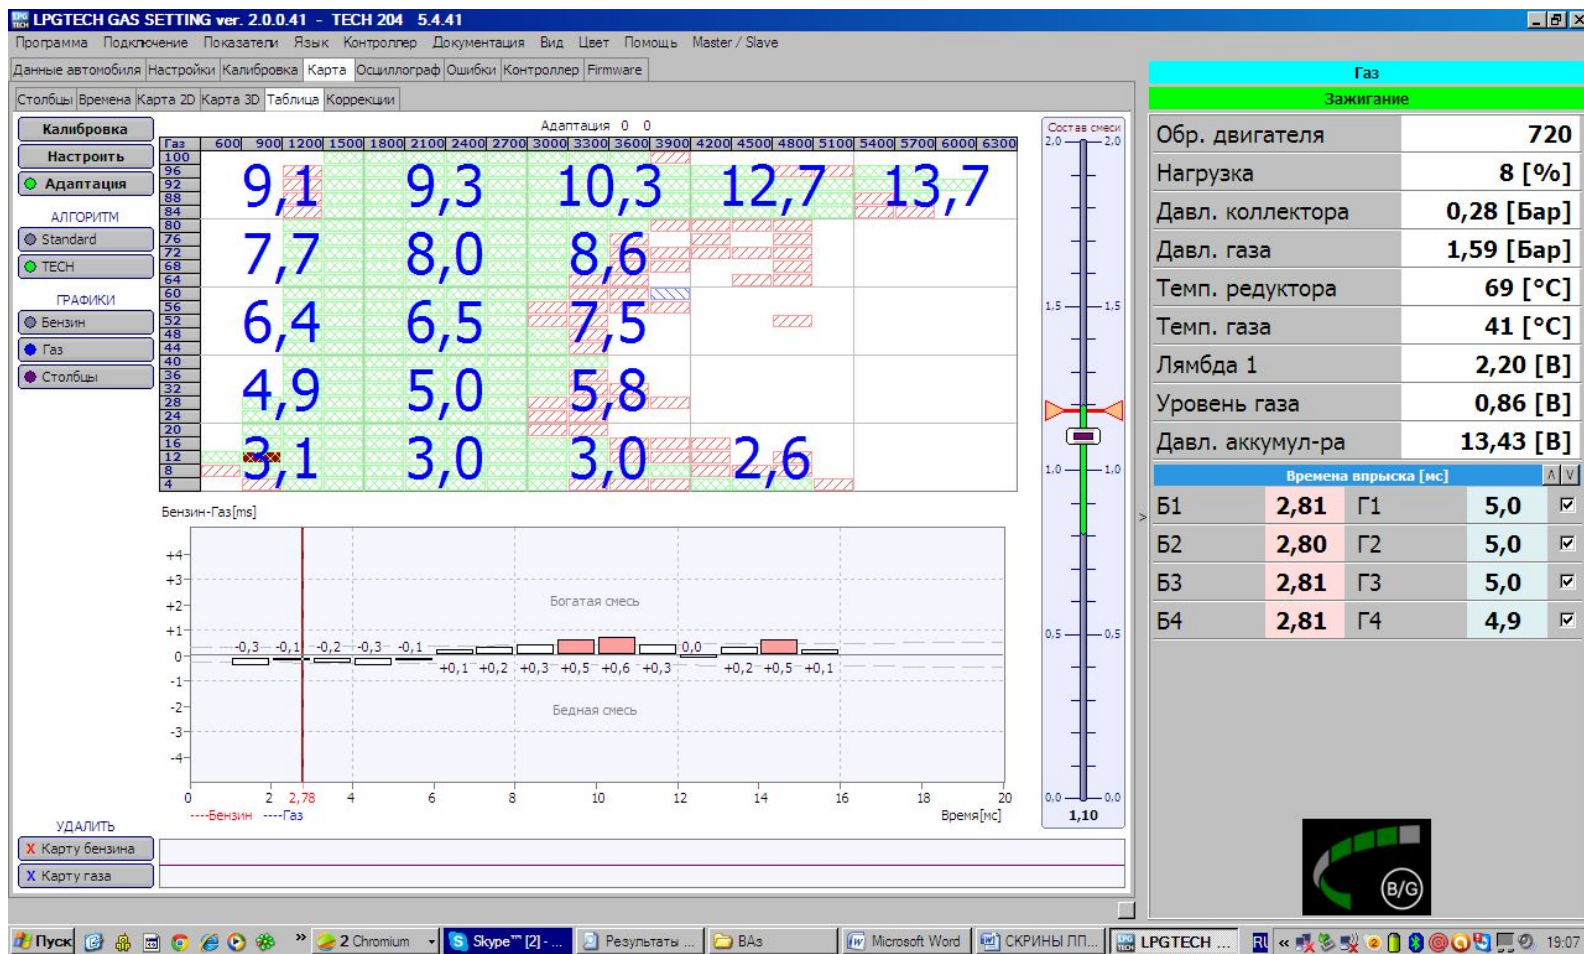 LPGTECH GAS SETTING ver. 2.0.0.41 - TECH 204 5.4.41
Программа Подключение Показатели Язык Контроллер Документация Вид Цвет Помощь Master / Slave
Данные автомобиля Настройки Калибровка Карта Осциллограф Ошибки Контроллер Firmware
Столбцы Времена Карта 2D Карта 3D Таблица Коррекции
Калибровка
Настроить
Адаптация
АЛГОРИТМ
Standard
TECH
ГРАФИКИ
Бензин
Газ
Столбцы
Адаптация 0 0
Газ 600 900 1200 1500 1800 2100 2400 2700 3000 3300 3600 3900 4200 4500 4800 5100 5400 5700 6000 6300
100
96
92
88
84
80
76
72
68
64
60
56
52
48
44
40
36
32
28
24
20
16
12
8
4
9,1 9,3 10,3 12,7 13,7
7,7 8,0 8,6
6,4 6,5 7,5
4,9 5,0 5,8
3,1 3,0 3,0 2,6
Бензин-Газ[ms]
+4
+3
+2
+1
0
-1
-2
-3
-4
Богатая смесь
-0,3 -0,1 -0,2 -0,3 -0,1 0,0
+0,1 +0,2 +0,3 +0,5 +0,6 +0,3 +0,2 +0,5 +0,1
Бедная смесь
0 2 2,78 4 6 8 10 12 14 16 18 20
----Бензин ----Газ Время[мс]
УДАЛИТЬ
X Карту бензина
X Карту газа
Состав смеси
2,0 2,0
1,5 1,5
1,0 1,0
0,5 0,5
0,0 0,0
1,10
>
Газ
Зажигание
Обр. двигателя 720
Нагрузка 8 [%]
Давл. коллектора 0,28 [Бар]
Давл. газа 1,59 [Бар]
Темп. редуктора 69 [°C]
Темп. газа 41 [°C]
Лямбда 1 2,20 [В]
Уровень газа 0,86 [В]
Давл. аккумул-ра 13,43 [В]
Времена впрыска [мс]
Б1 2,81 Г1 5,0
Б2 2,80 Г2 5,0
Б3 2,81 Г3 5,0
Б4 2,81 Г4 4,9
B/G
Пуск » 2 Chromium Skype™ [2] - ... Результаты ... ВАз Microsoft Word СКРИНЫ ЛП... LPGTECH ... RU « 19:07